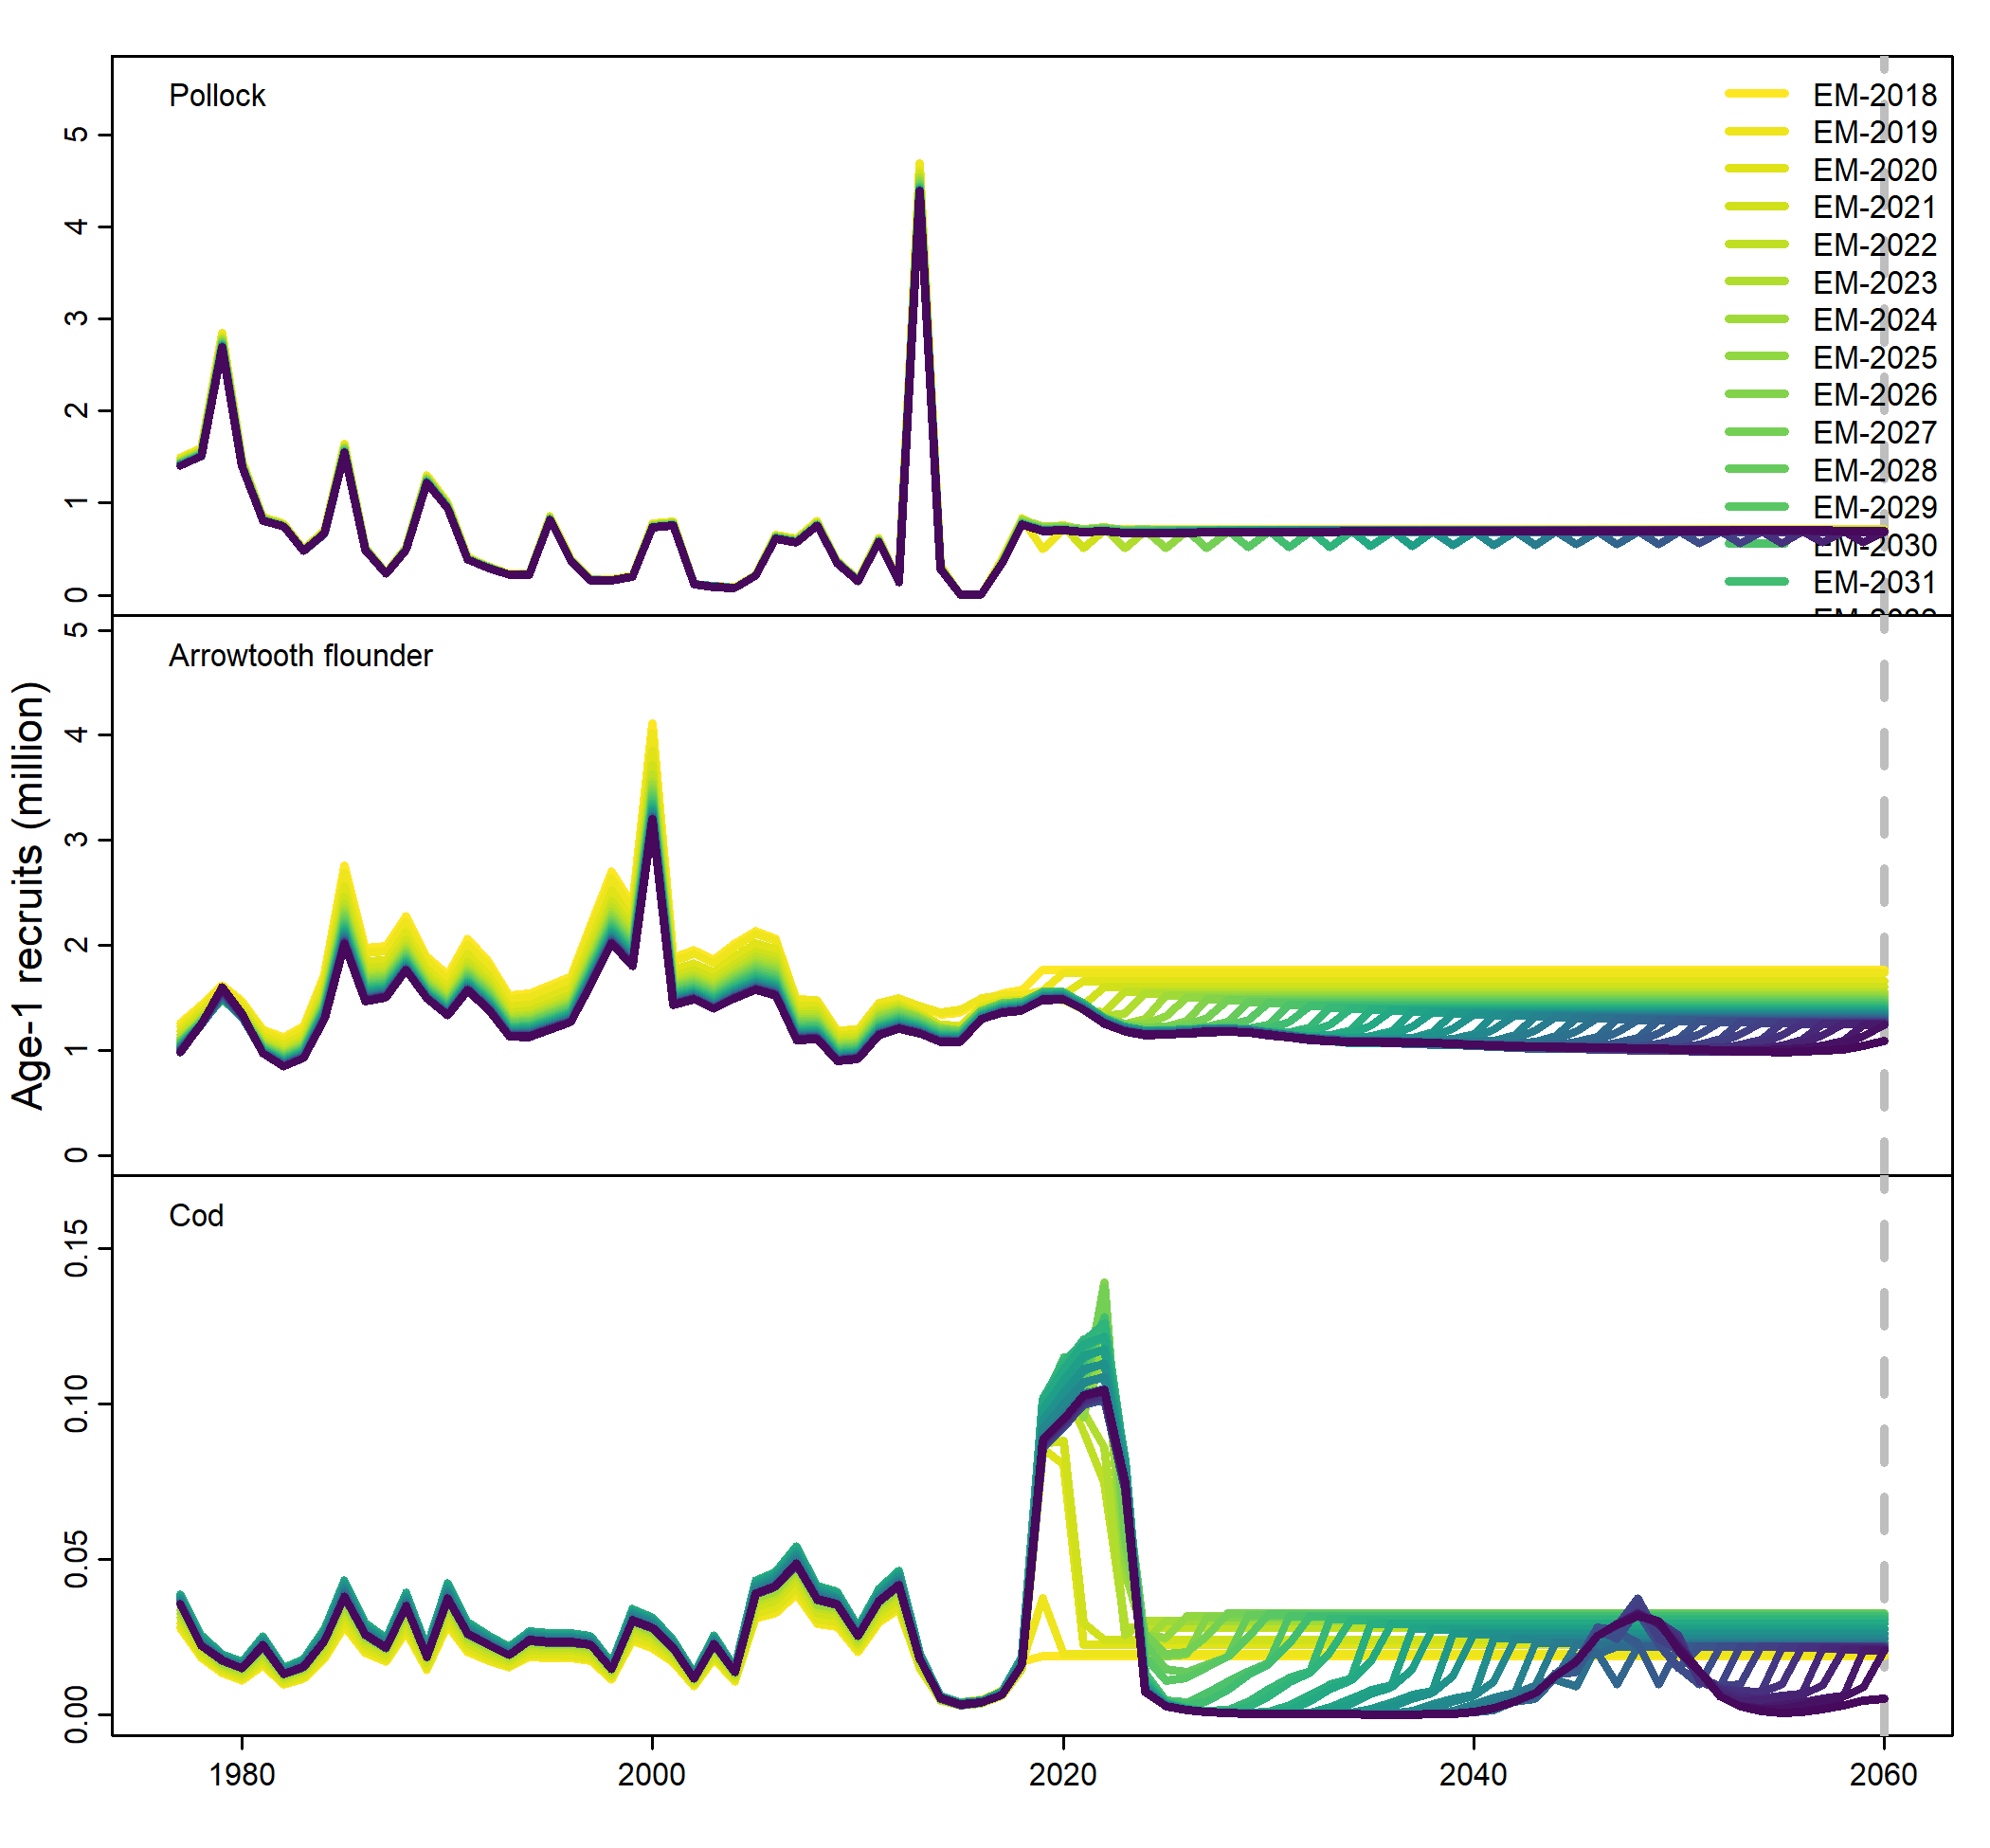 Pollock
EM-2018
EM-2019
EM-2020
EM-2021
EM-2022
EM-2023
EM-2024
EM-2025
EM-2026
EM-2027
EM-2028
EM-2029
EM-2030
EM-2031
5
4
3
2
1
0
Arrowtooth flounder
5
4
3
2
1
0
Age-1 recruits (million)
Cod
0.15
0.10
0.05
0.00
1980 2000 2020 2040 2060